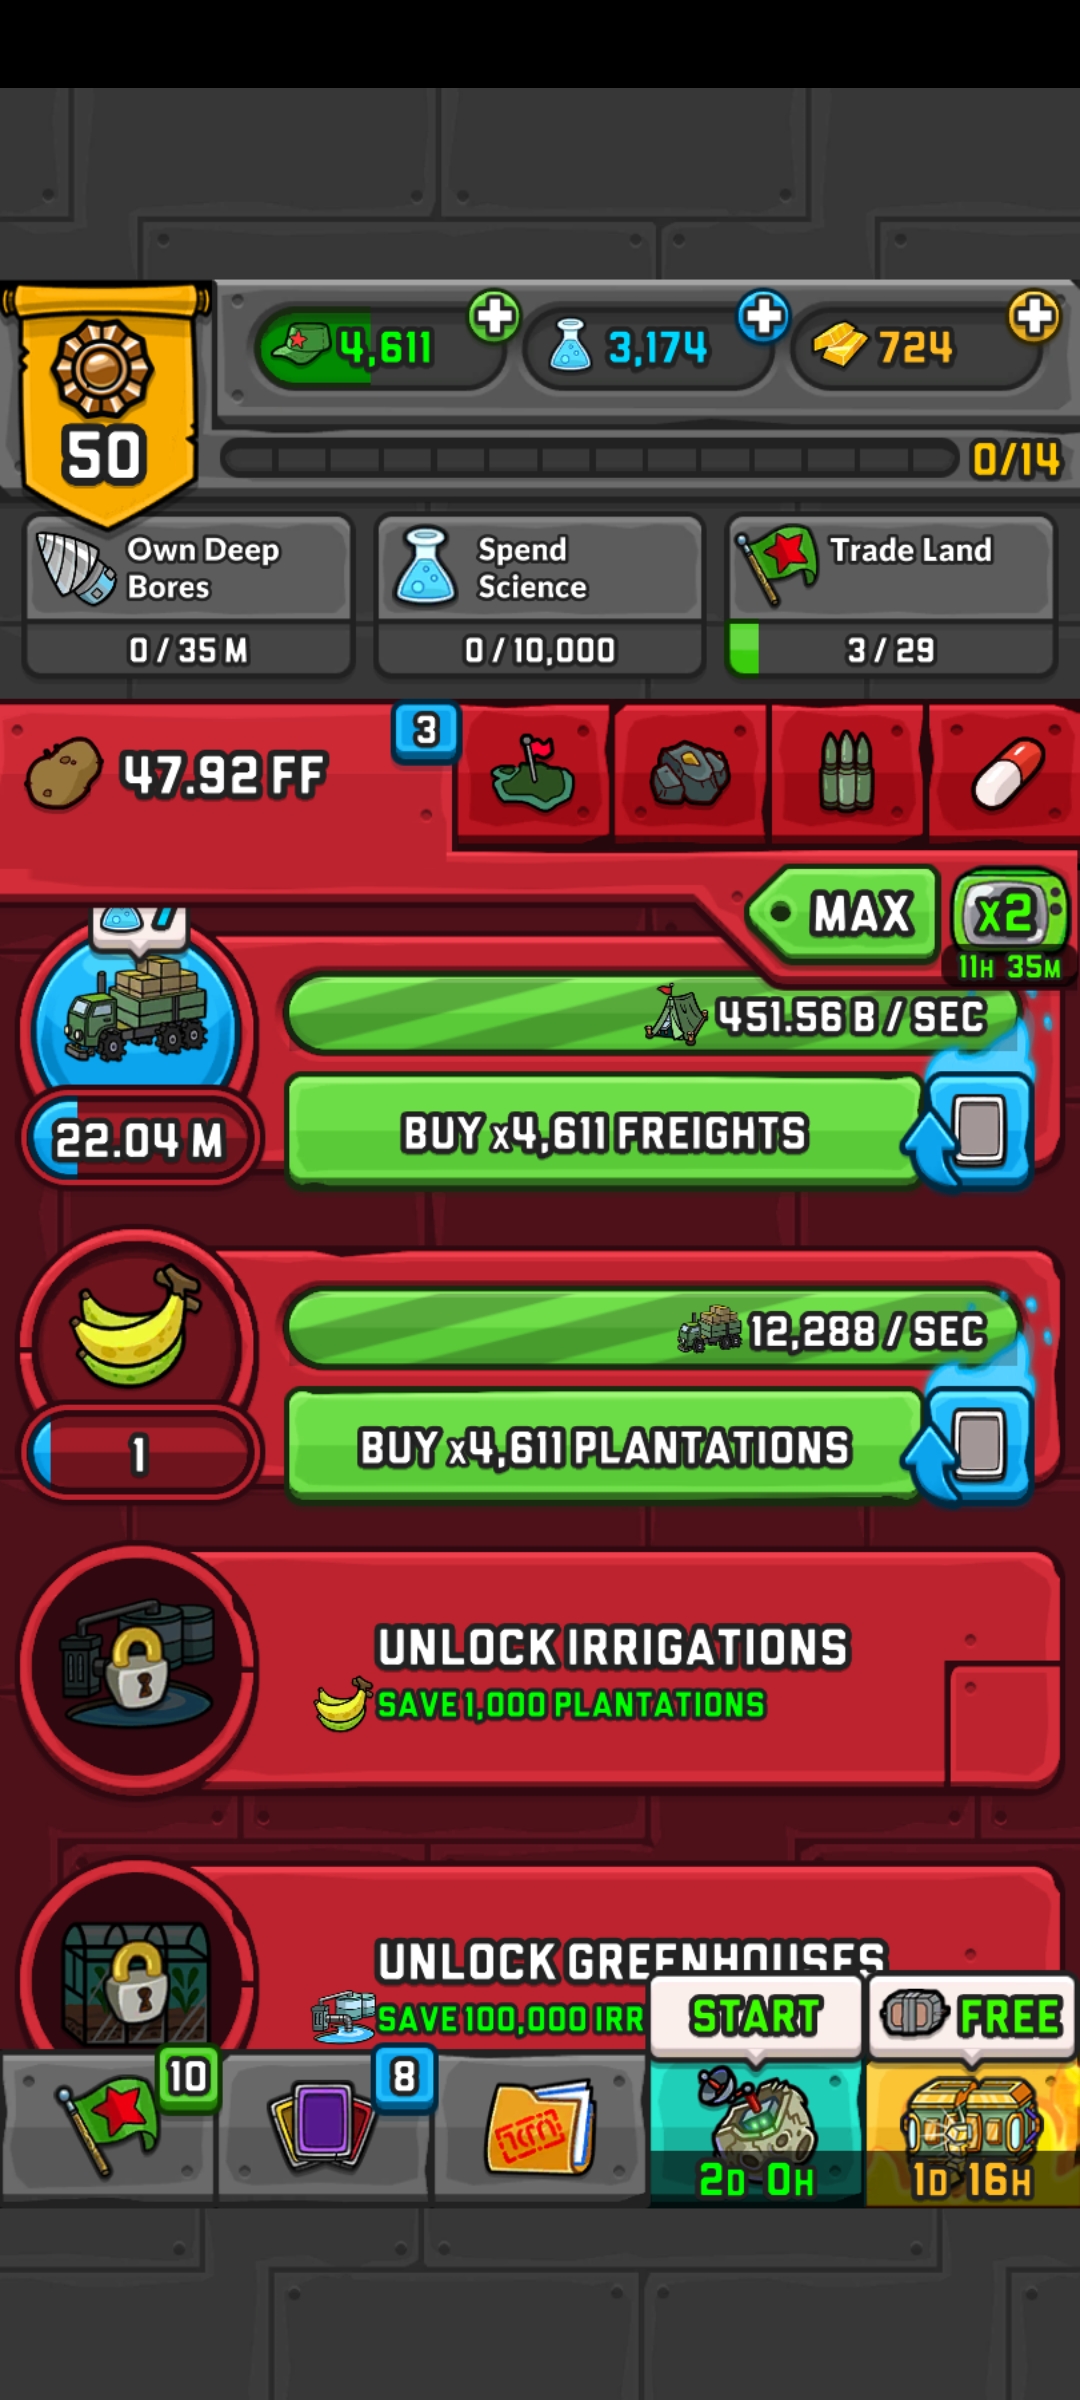 4,611
3,174
724
50
0/14
Own Deep
Bores
0 / 35 M
Spend
Science
0 / 10,000
Trade Land
3 / 29
47.92 FF
3
MAX
x2
11H 35M
7
451.56 B / SEC
22.04 M
BUY x4,611 FREIGHTS
12,288 / SEC
1
BUY x4,611 PLANTATIONS
UNLOCK IRRIGATIONS
SAVE 1,000 PLANTATIONS
UNLOCK GREENHOUSES
SAVE 100,000 IRR
START
FREE
10
8
2D 0H
1D 16H